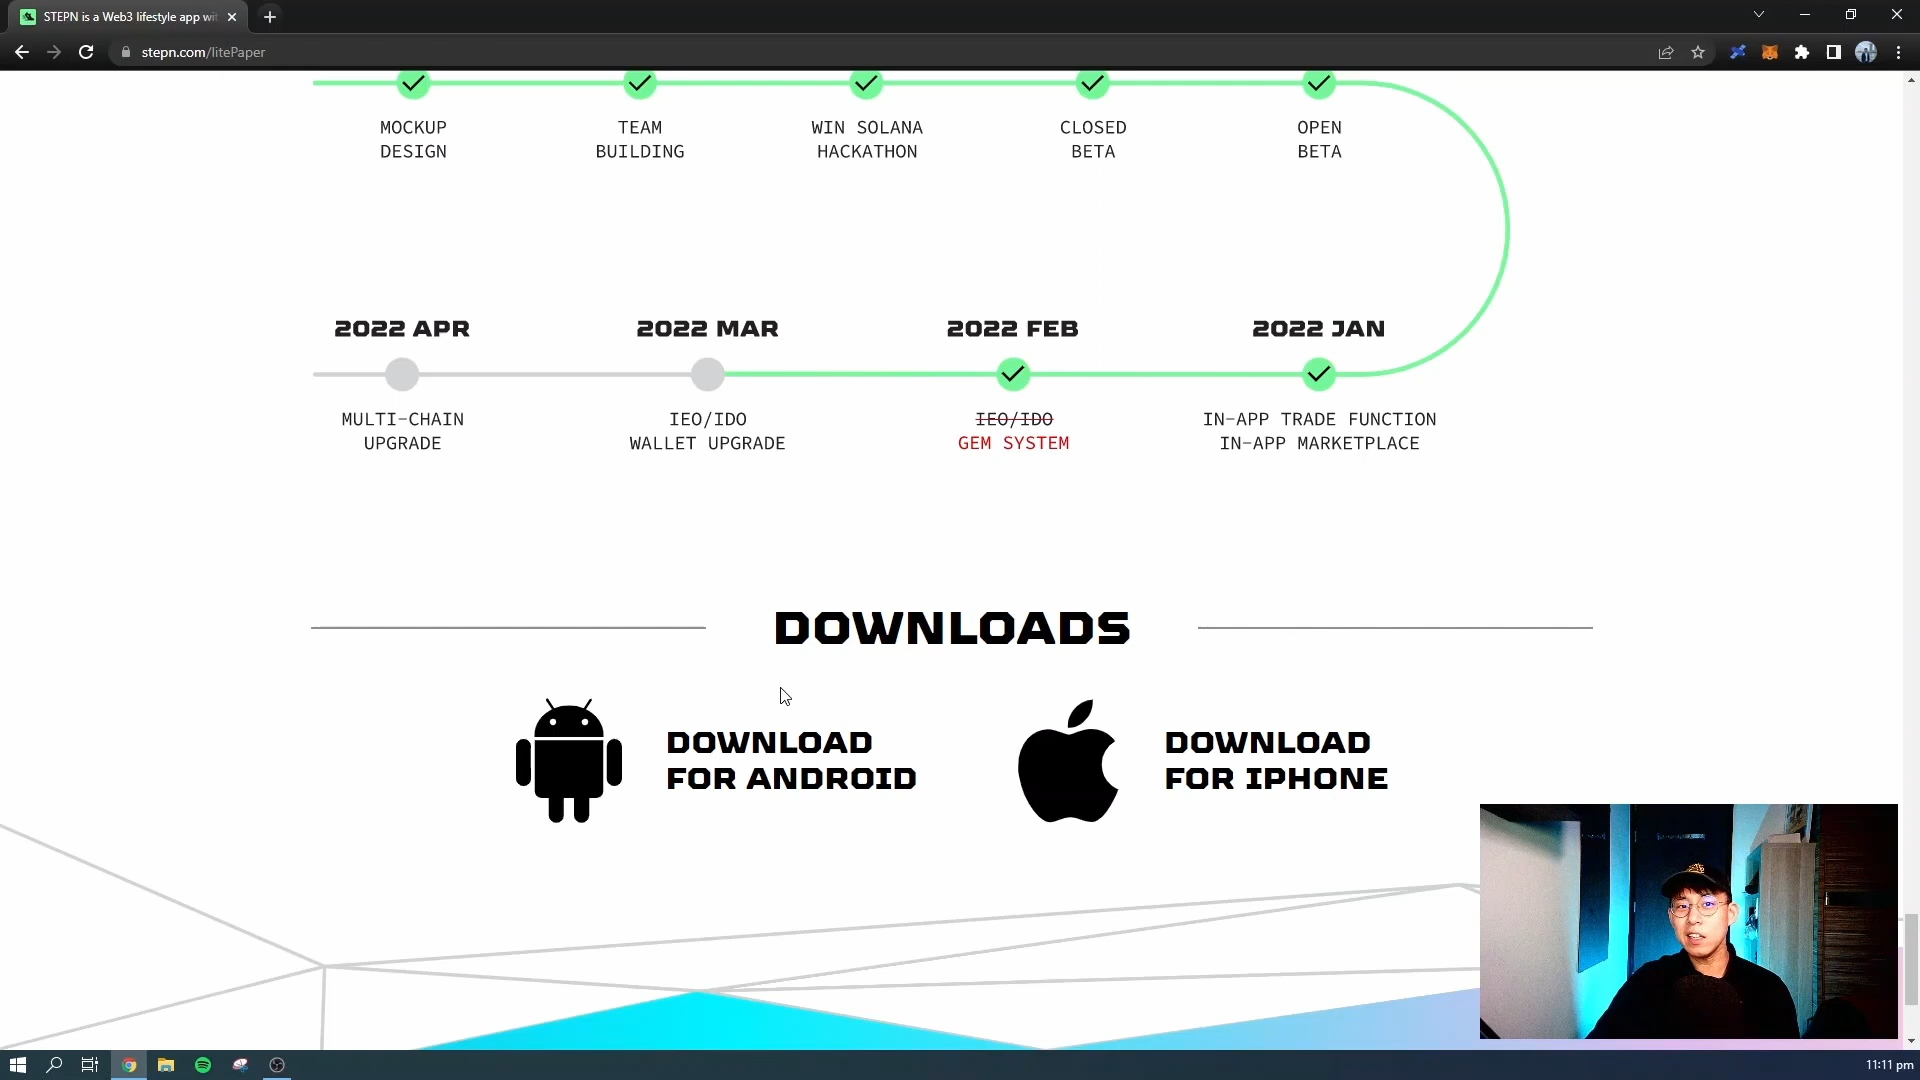 STEPN is a Web3 lifestyle app wit
stepn.com/litePaper
MOCKUP
DESIGN
TEAM
BUILDING
WIN SOLANA
HACKATHON
CLOSED
BETA
OPEN
BETA
2022 APR
2022 MAR
2022 FEB
2022 JAN
MULTI-CHAIN
UPGRADE
IEO/IDO
WALLET UPGRADE
IEO/IDO
GEM SYSTEM
IN-APP TRADE FUNCTION
IN-APP MARKETPLACE
DOWNLOADS
DOWNLOAD
FOR ANDROID
DOWNLOAD
FOR IPHONE
11:11 pm